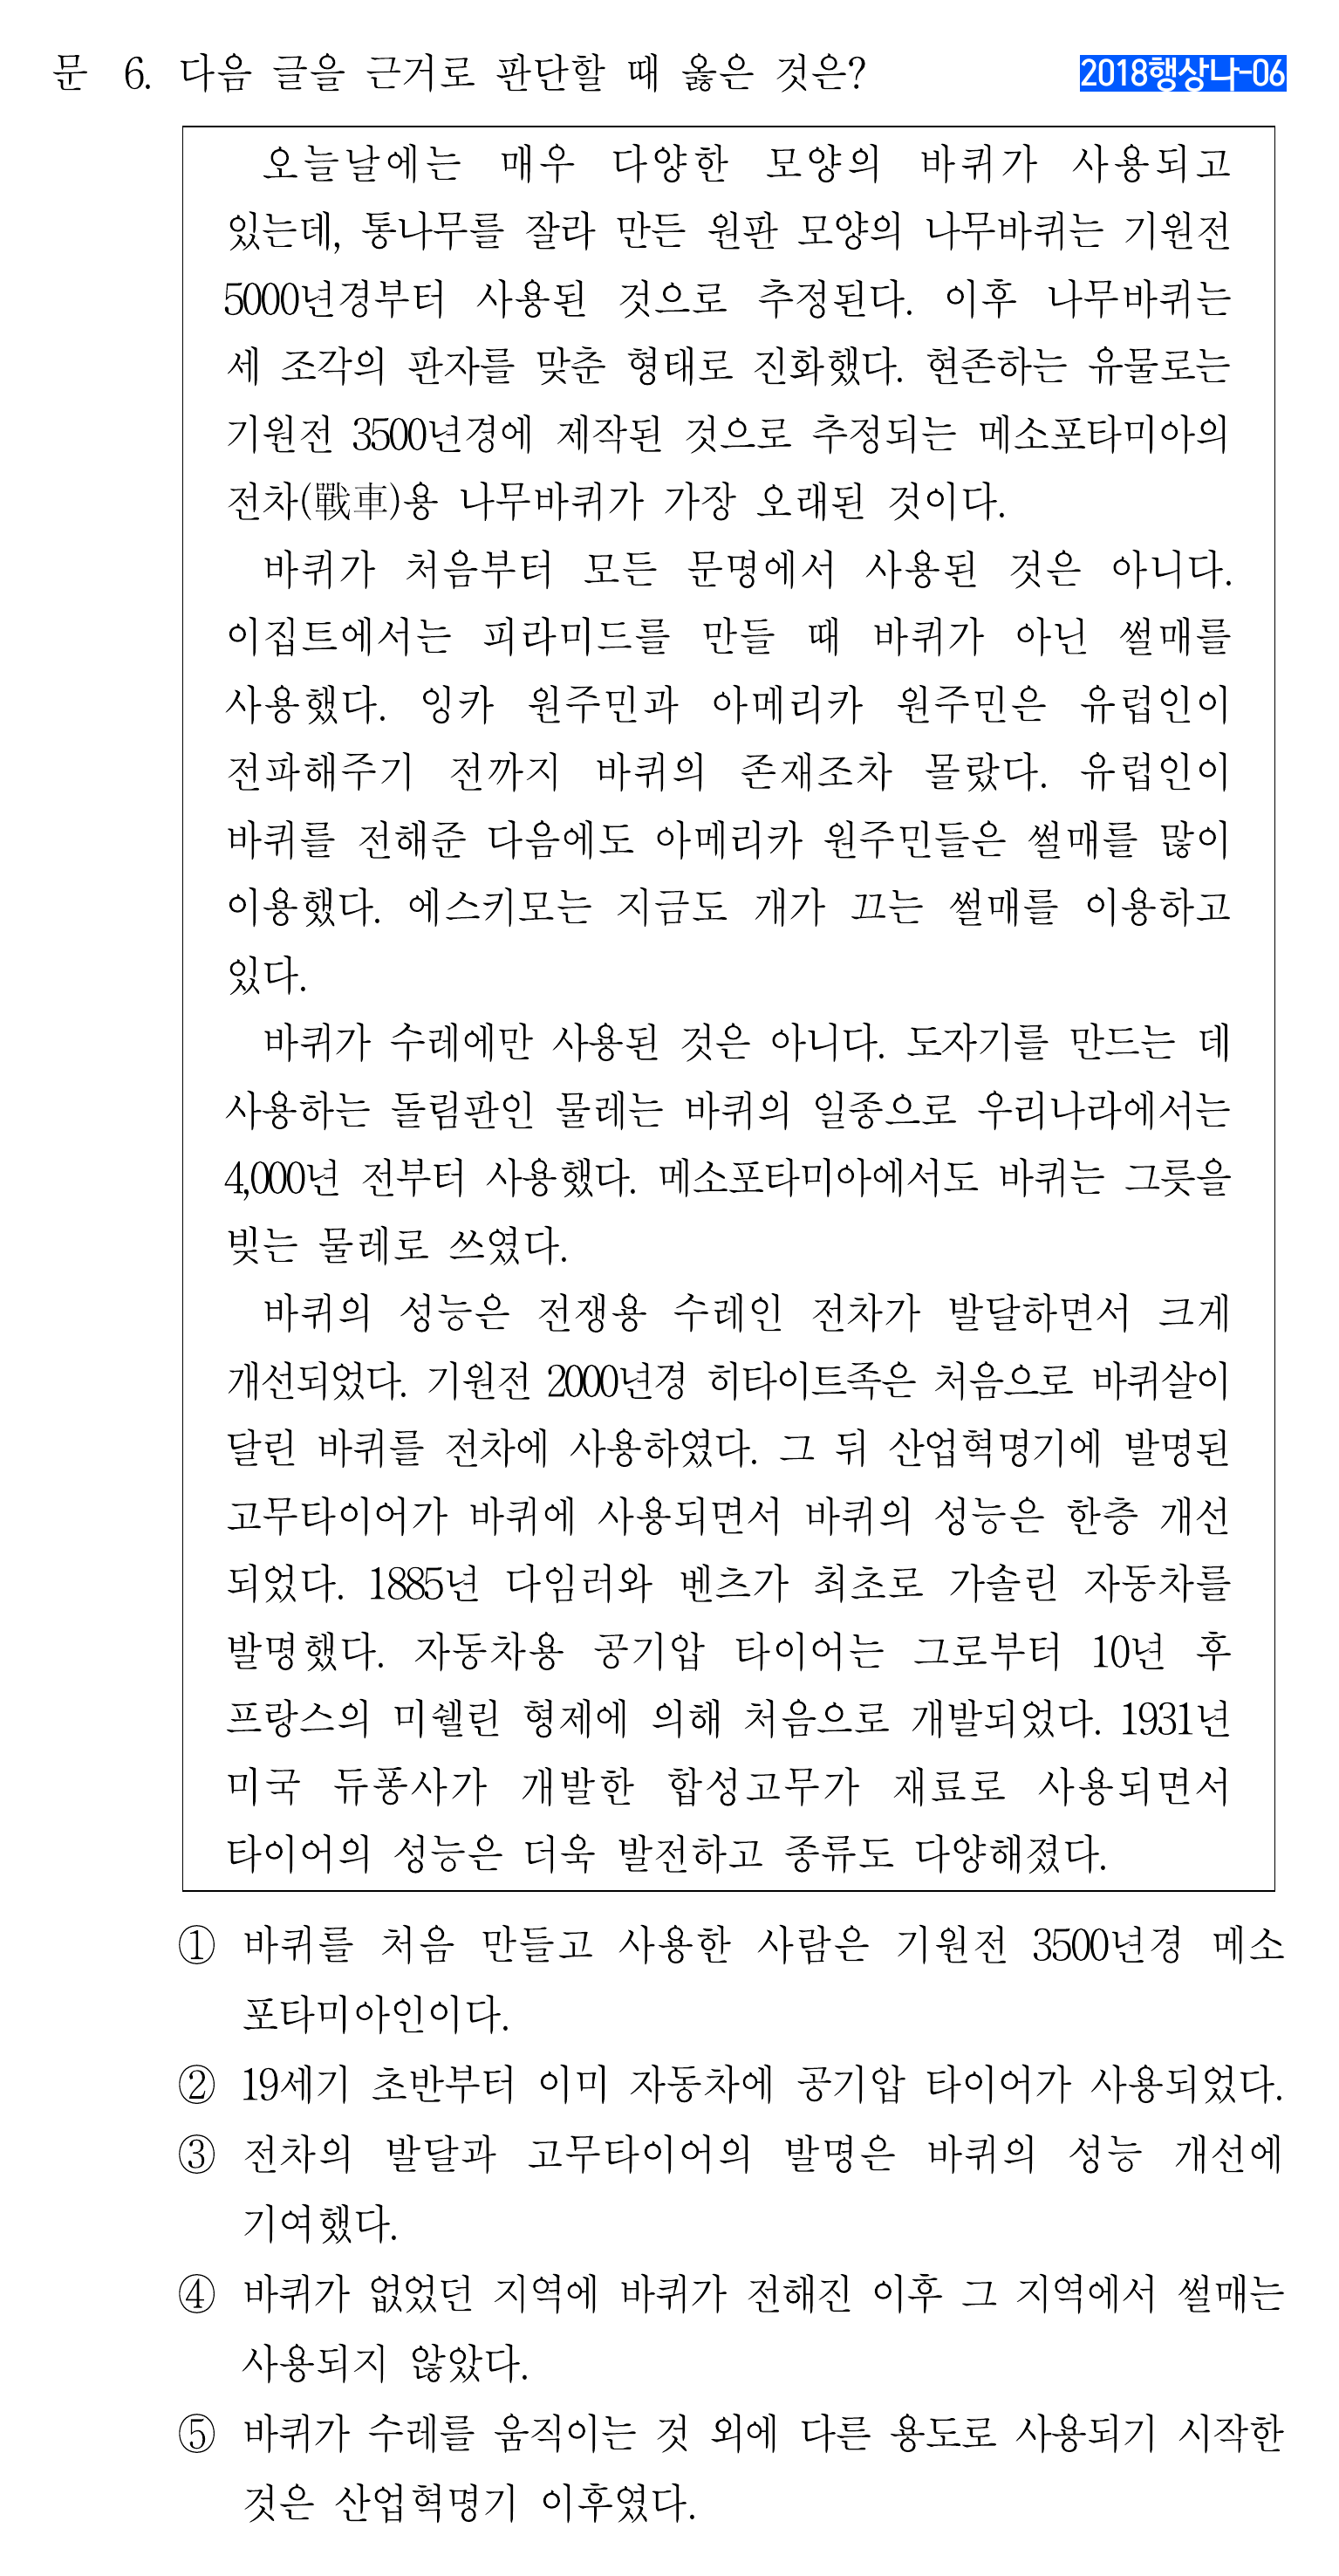 문 6. 다음 글을 근거로 판단할 때 옳은 것은? 2018행상나-06
오늘날에는 매우 다양한 모양의 바퀴가 사용되고
있는데, 통나무를 잘라 만든 원판 모양의 나무바퀴는 기원전
5000년경부터 사용된 것으로 추정된다. 이후 나무바퀴는
세 조각의 판자를 맞춘 형태로 진화했다. 현존하는 유물로는
기원전 3500년경에 제작된 것으로 추정되는 메소포타미아의
전차(戰車)용 나무바퀴가 가장 오래된 것이다.
바퀴가 처음부터 모든 문명에서 사용된 것은 아니다.
이집트에서는 피라미드를 만들 때 바퀴가 아닌 썰매를
사용했다. 잉카 원주민과 아메리카 원주민은 유럽인이
전파해주기 전까지 바퀴의 존재조차 몰랐다. 유럽인이
바퀴를 전해준 다음에도 아메리카 원주민들은 썰매를 많이
이용했다. 에스키모는 지금도 개가 끄는 썰매를 이용하고
있다.
바퀴가 수레에만 사용된 것은 아니다. 도자기를 만드는 데
사용하는 돌림판인 물레는 바퀴의 일종으로 우리나라에서는
4,000년 전부터 사용했다. 메소포타미아에서도 바퀴는 그릇을
빚는 물레로 쓰였다.
바퀴의 성능은 전쟁용 수레인 전차가 발달하면서 크게
개선되었다. 기원전 2000년경 히타이트족은 처음으로 바퀴살이
달린 바퀴를 전차에 사용하였다. 그 뒤 산업혁명기에 발명된
고무타이어가 바퀴에 사용되면서 바퀴의 성능은 한층 개선
되었다. 1885년 다임러와 벤츠가 최초로 가솔린 자동차를
발명했다. 자동차용 공기압 타이어는 그로부터 10년 후
프랑스의 미쉘린 형제에 의해 처음으로 개발되었다. 1931년
미국 듀퐁사가 개발한 합성고무가 재료로 사용되면서
타이어의 성능은 더욱 발전하고 종류도 다양해졌다.
① 바퀴를 처음 만들고 사용한 사람은 기원전 3500년경 메소
포타미아인이다.
② 19세기 초반부터 이미 자동차에 공기압 타이어가 사용되었다.
③ 전차의 발달과 고무타이어의 발명은 바퀴의 성능 개선에
기여했다.
④ 바퀴가 없었던 지역에 바퀴가 전해진 이후 그 지역에서 썰매는
사용되지 않았다.
⑤ 바퀴가 수레를 움직이는 것 외에 다른 용도로 사용되기 시작한
것은 산업혁명기 이후였다.